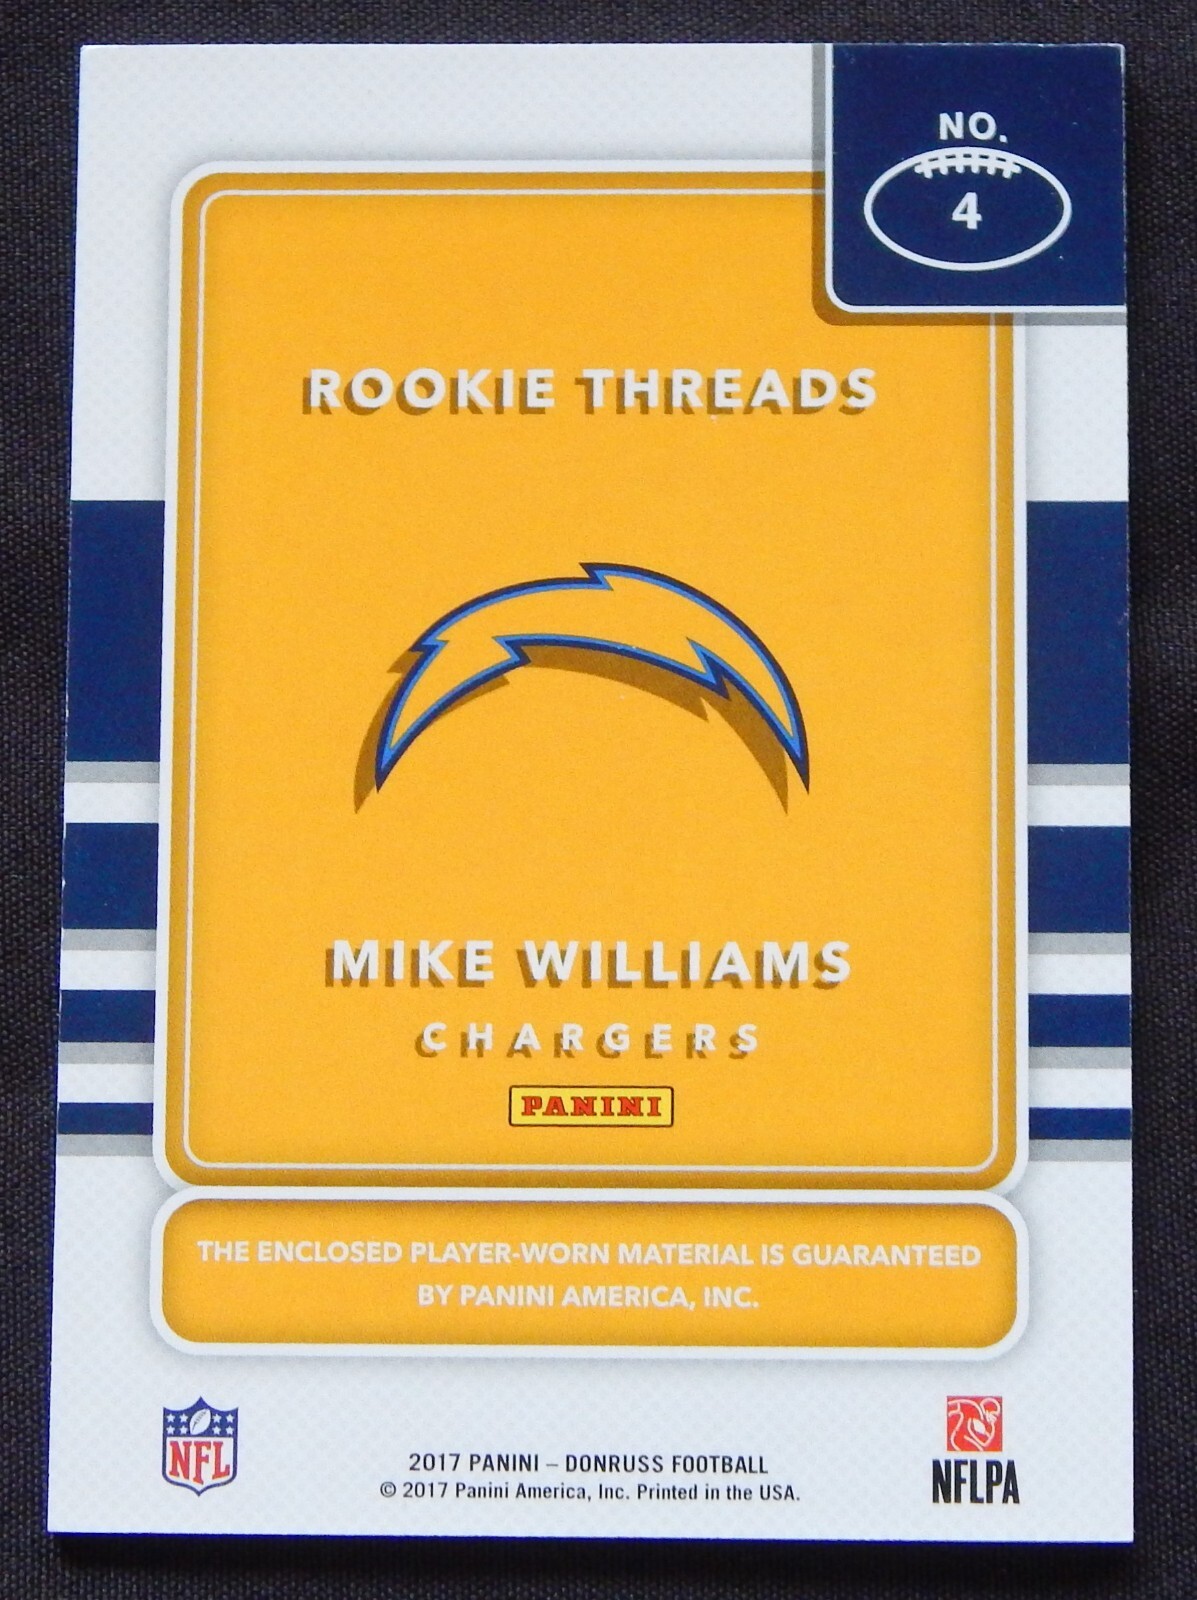 NO.
4
ROOKIE THREADS
MIKE WILLIAMS
CHARGERS
PANINI
THE ENCLOSED PLAYER-WORN MATERIAL IS GUARANTEED
BY PANINI AMERICA, INC.
NFL
2017 PANINI – DONRUSS FOOTBALL
© 2017 Panini America, Inc. Printed in the USA.
NFLPA